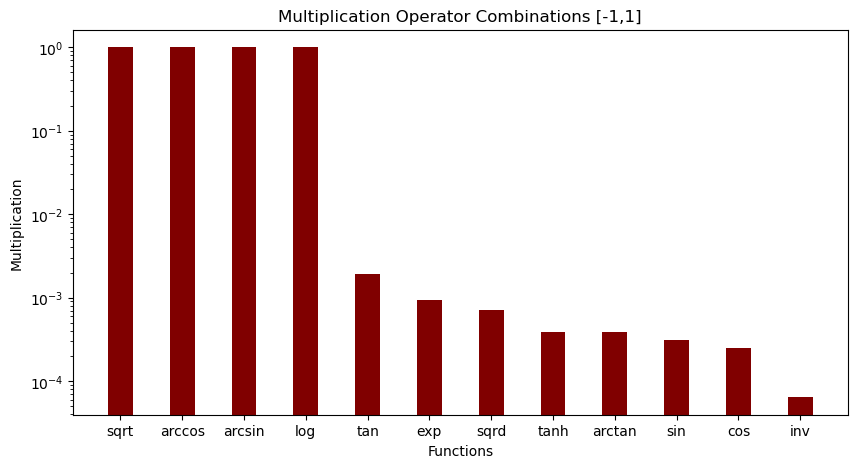 Multiplication Operator Combinations [-1,1]
Multiplication
10⁰
10⁻¹
10⁻²
10⁻³
10⁻⁴
sqrt arccos arcsin log tan exp sqrd tanh arctan sin cos inv
Functions